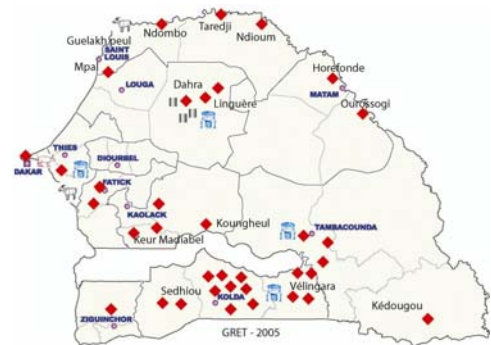 Taredji
Ndombo
Ndioum
Guelakh peul
SAINT
LOUIS
Mpal
LOUGA
Dahra
Linguère
Horefonde
MATAM
Ourossogi
THIES
DAKAR
DIOURBEL
FATICK
KAOLACK
Koungheul
Keur Madiabel
TAMBACOUNDA
Sedhiou
KOLDA
Vélingara
Kédougou
ZIGUINCHOR
GRET - 2005